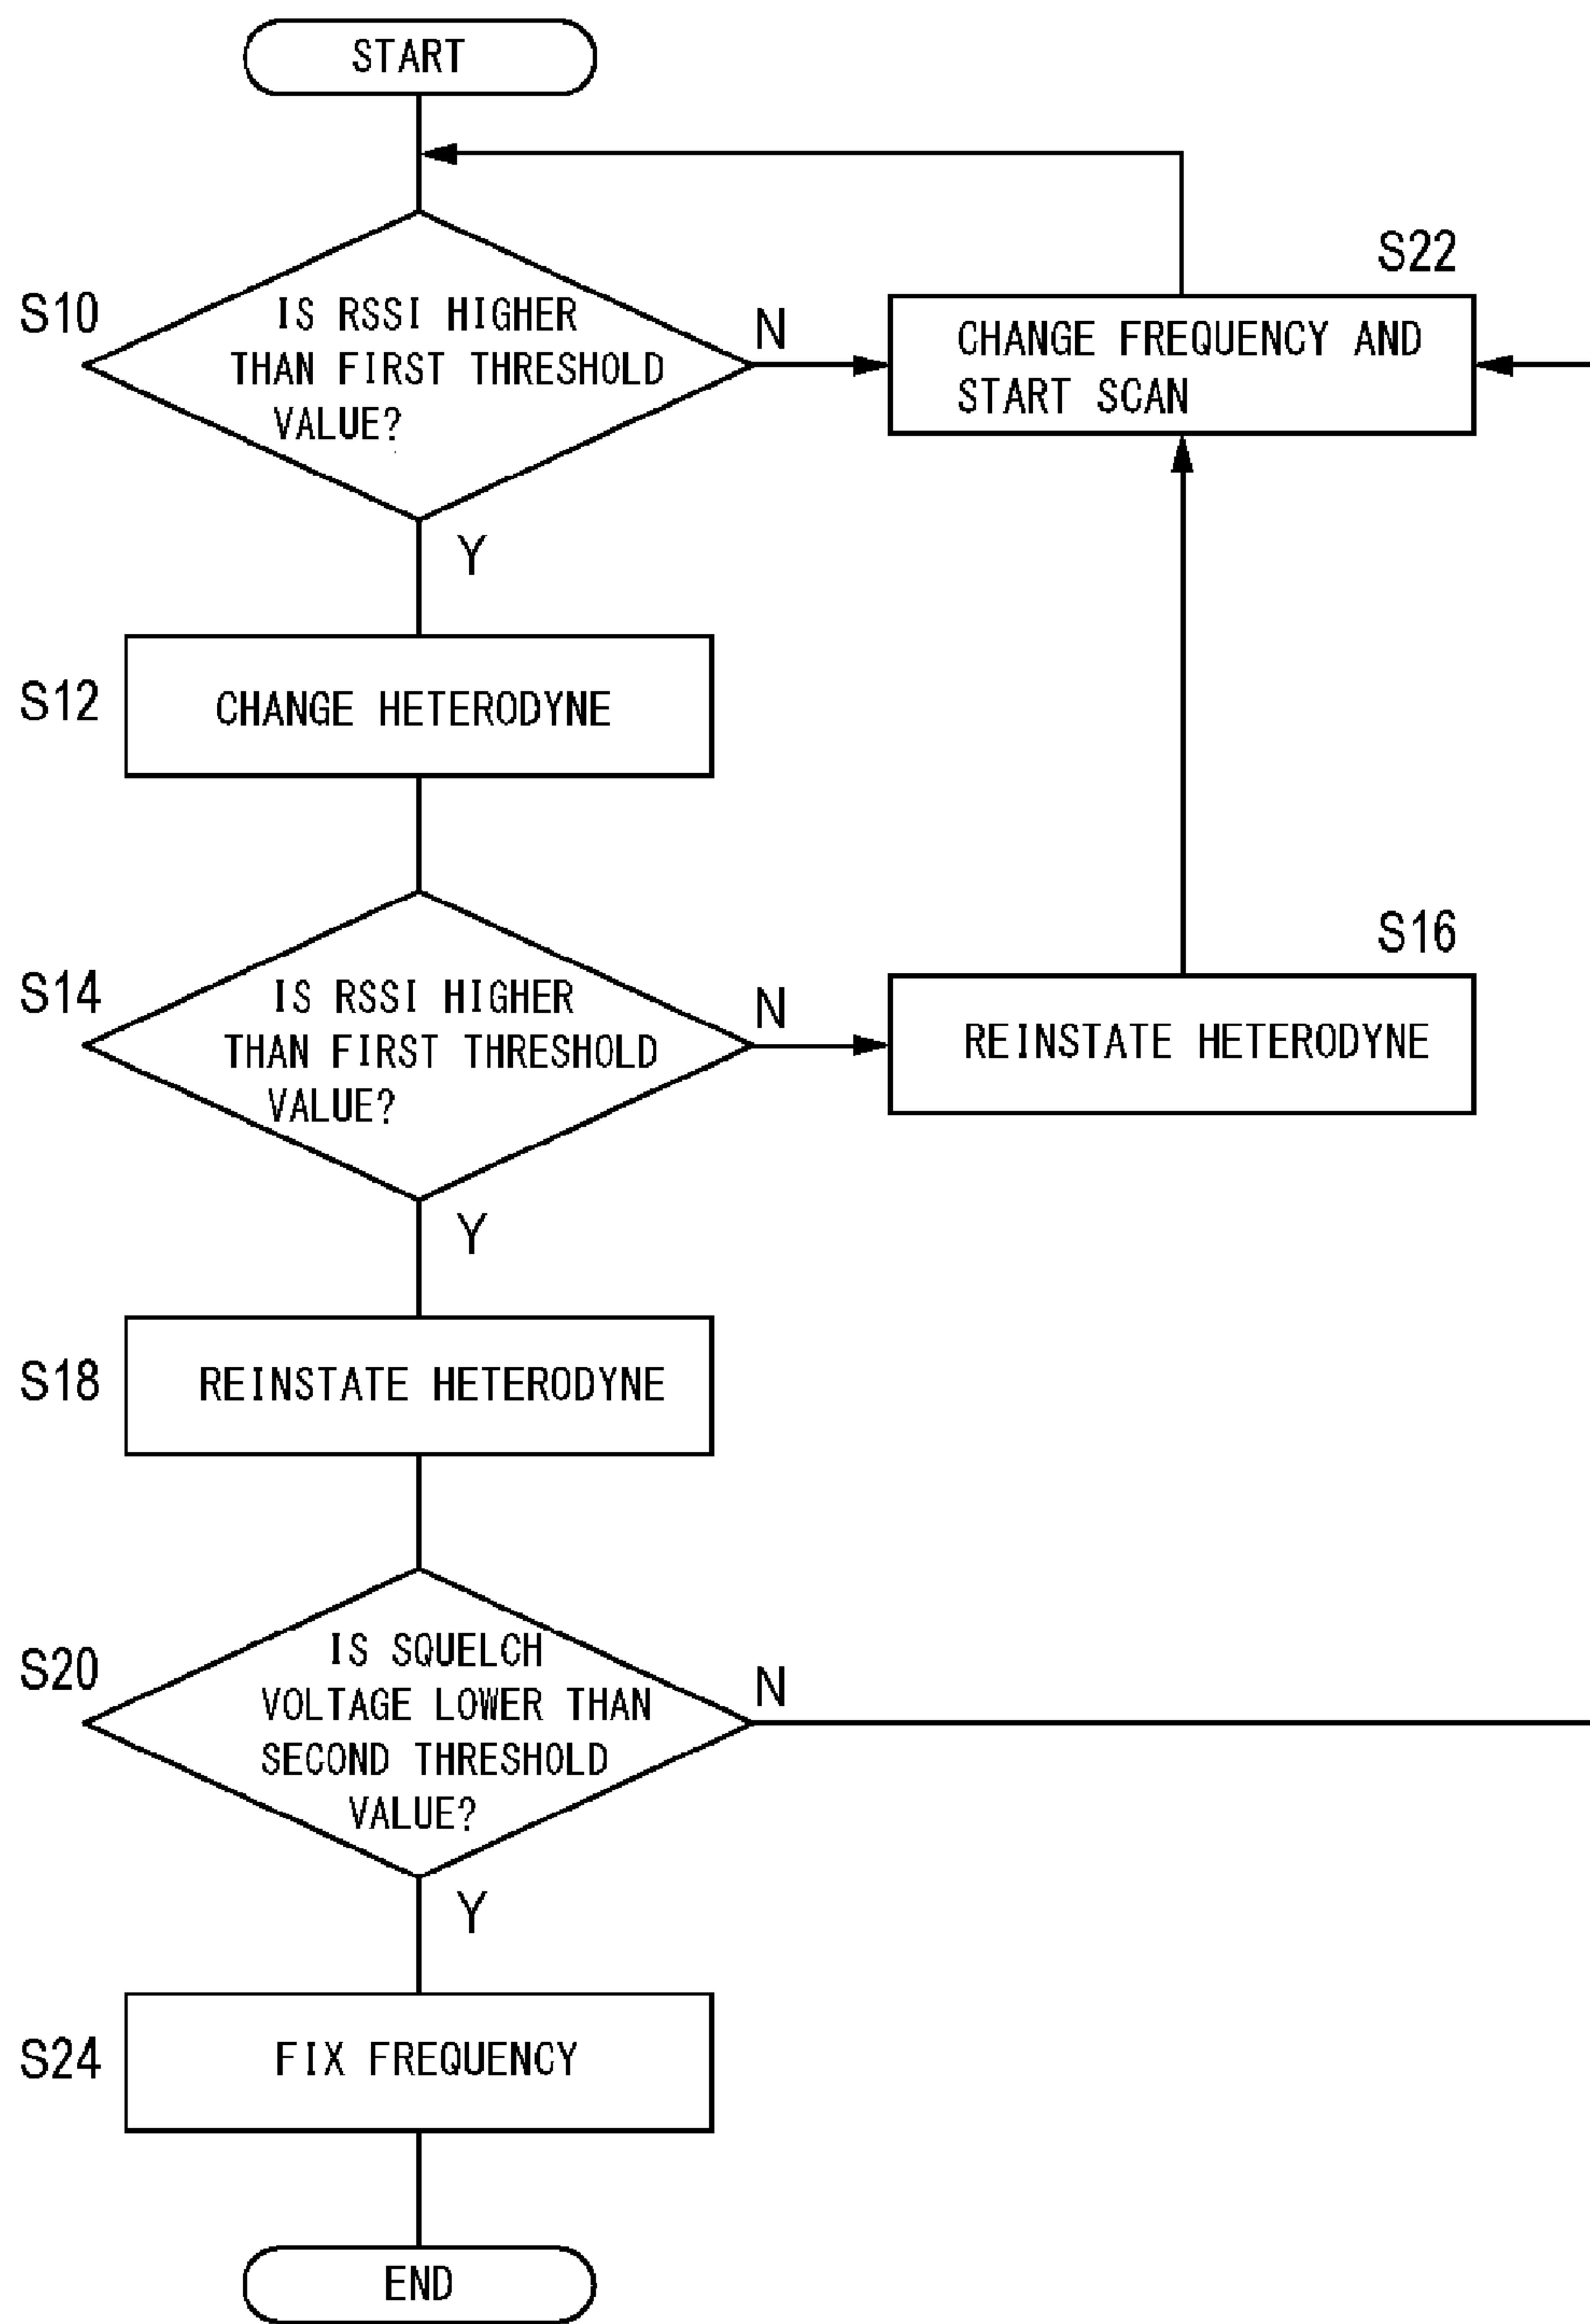 START
S10
IS RSSI HIGHER
THAN FIRST THRESHOLD
VALUE?
N
S22
CHANGE FREQUENCY AND
START SCAN
Y
S12
CHANGE HETERODYNE
S14
IS RSSI HIGHER
THAN FIRST THRESHOLD
VALUE?
N
S16
REINSTATE HETERODYNE
Y
S18
REINSTATE HETERODYNE
S20
IS SQUELCH
VOLTAGE LOWER THAN
SECOND THRESHOLD
VALUE?
N
Y
S24
FIX FREQUENCY
END